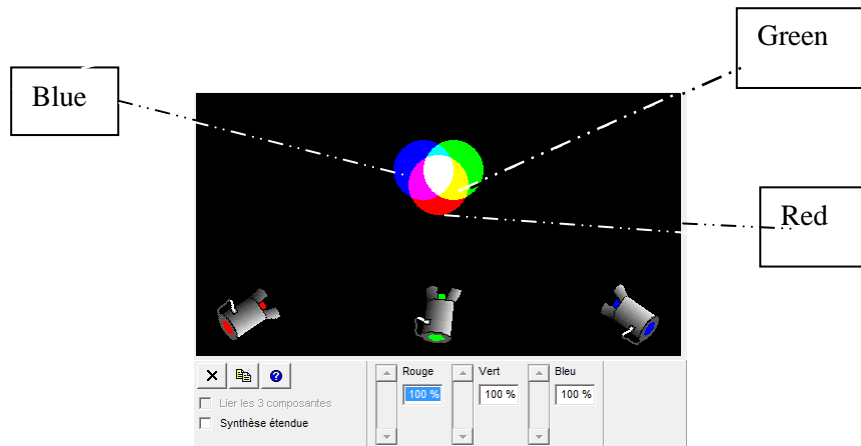 Green
Blue
Red
Rouge Vert Bleu
100 % 100 % 100 %
Lier les 3 composantes
Synthèse étendue